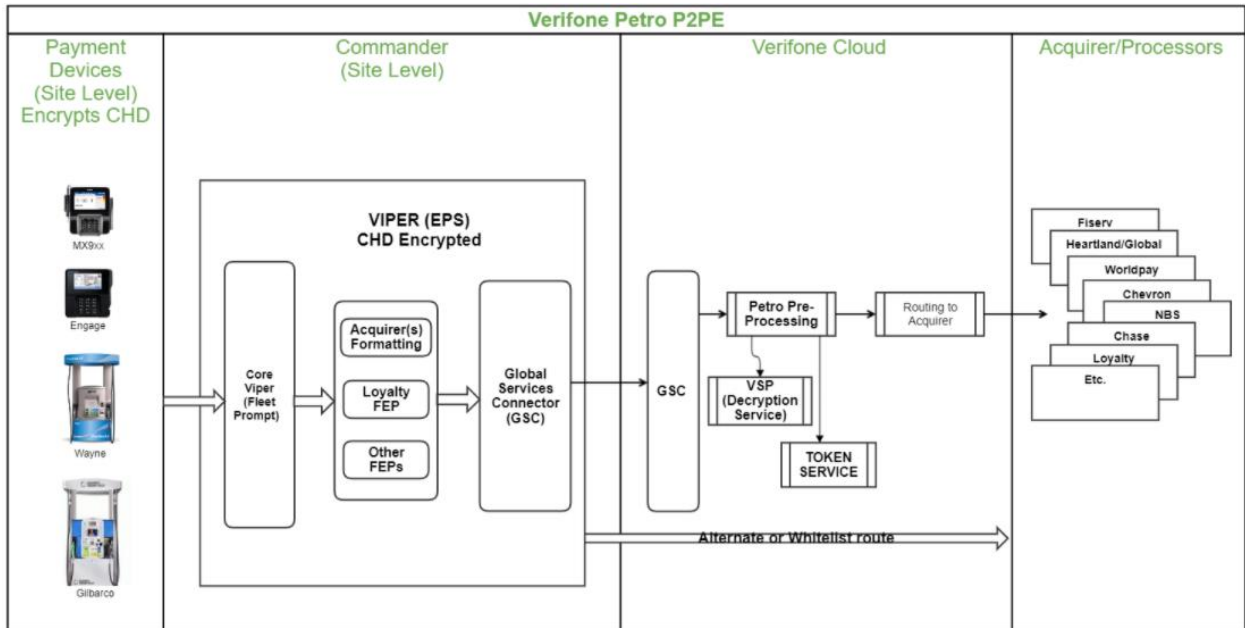 Verifone Petro P2PE
Payment
Devices
(Site Level)
Encrypts CHD
Commander
(Site Level)
Verifone Cloud
Acquirer/Processors
MX9xx
Engage
Wayne
Gilbarco
VIPER (EPS)
CHD Encrypted
Core
Viper
(Fleet
Prompt)
Acquirer(s)
Formatting
Loyalty
FEP
Other
FEPs
Global
Services
Connector
(GSC)
GSC
Petro Pre-
Processing
VSP
(Decryption
Service)
TOKEN
SERVICE
Routing to
Acquirer
Alternate or Whitelist route
Fiserv
Heartland/Global
Worldpay
Chevron
NBS
Chase
Loyalty
Etc.